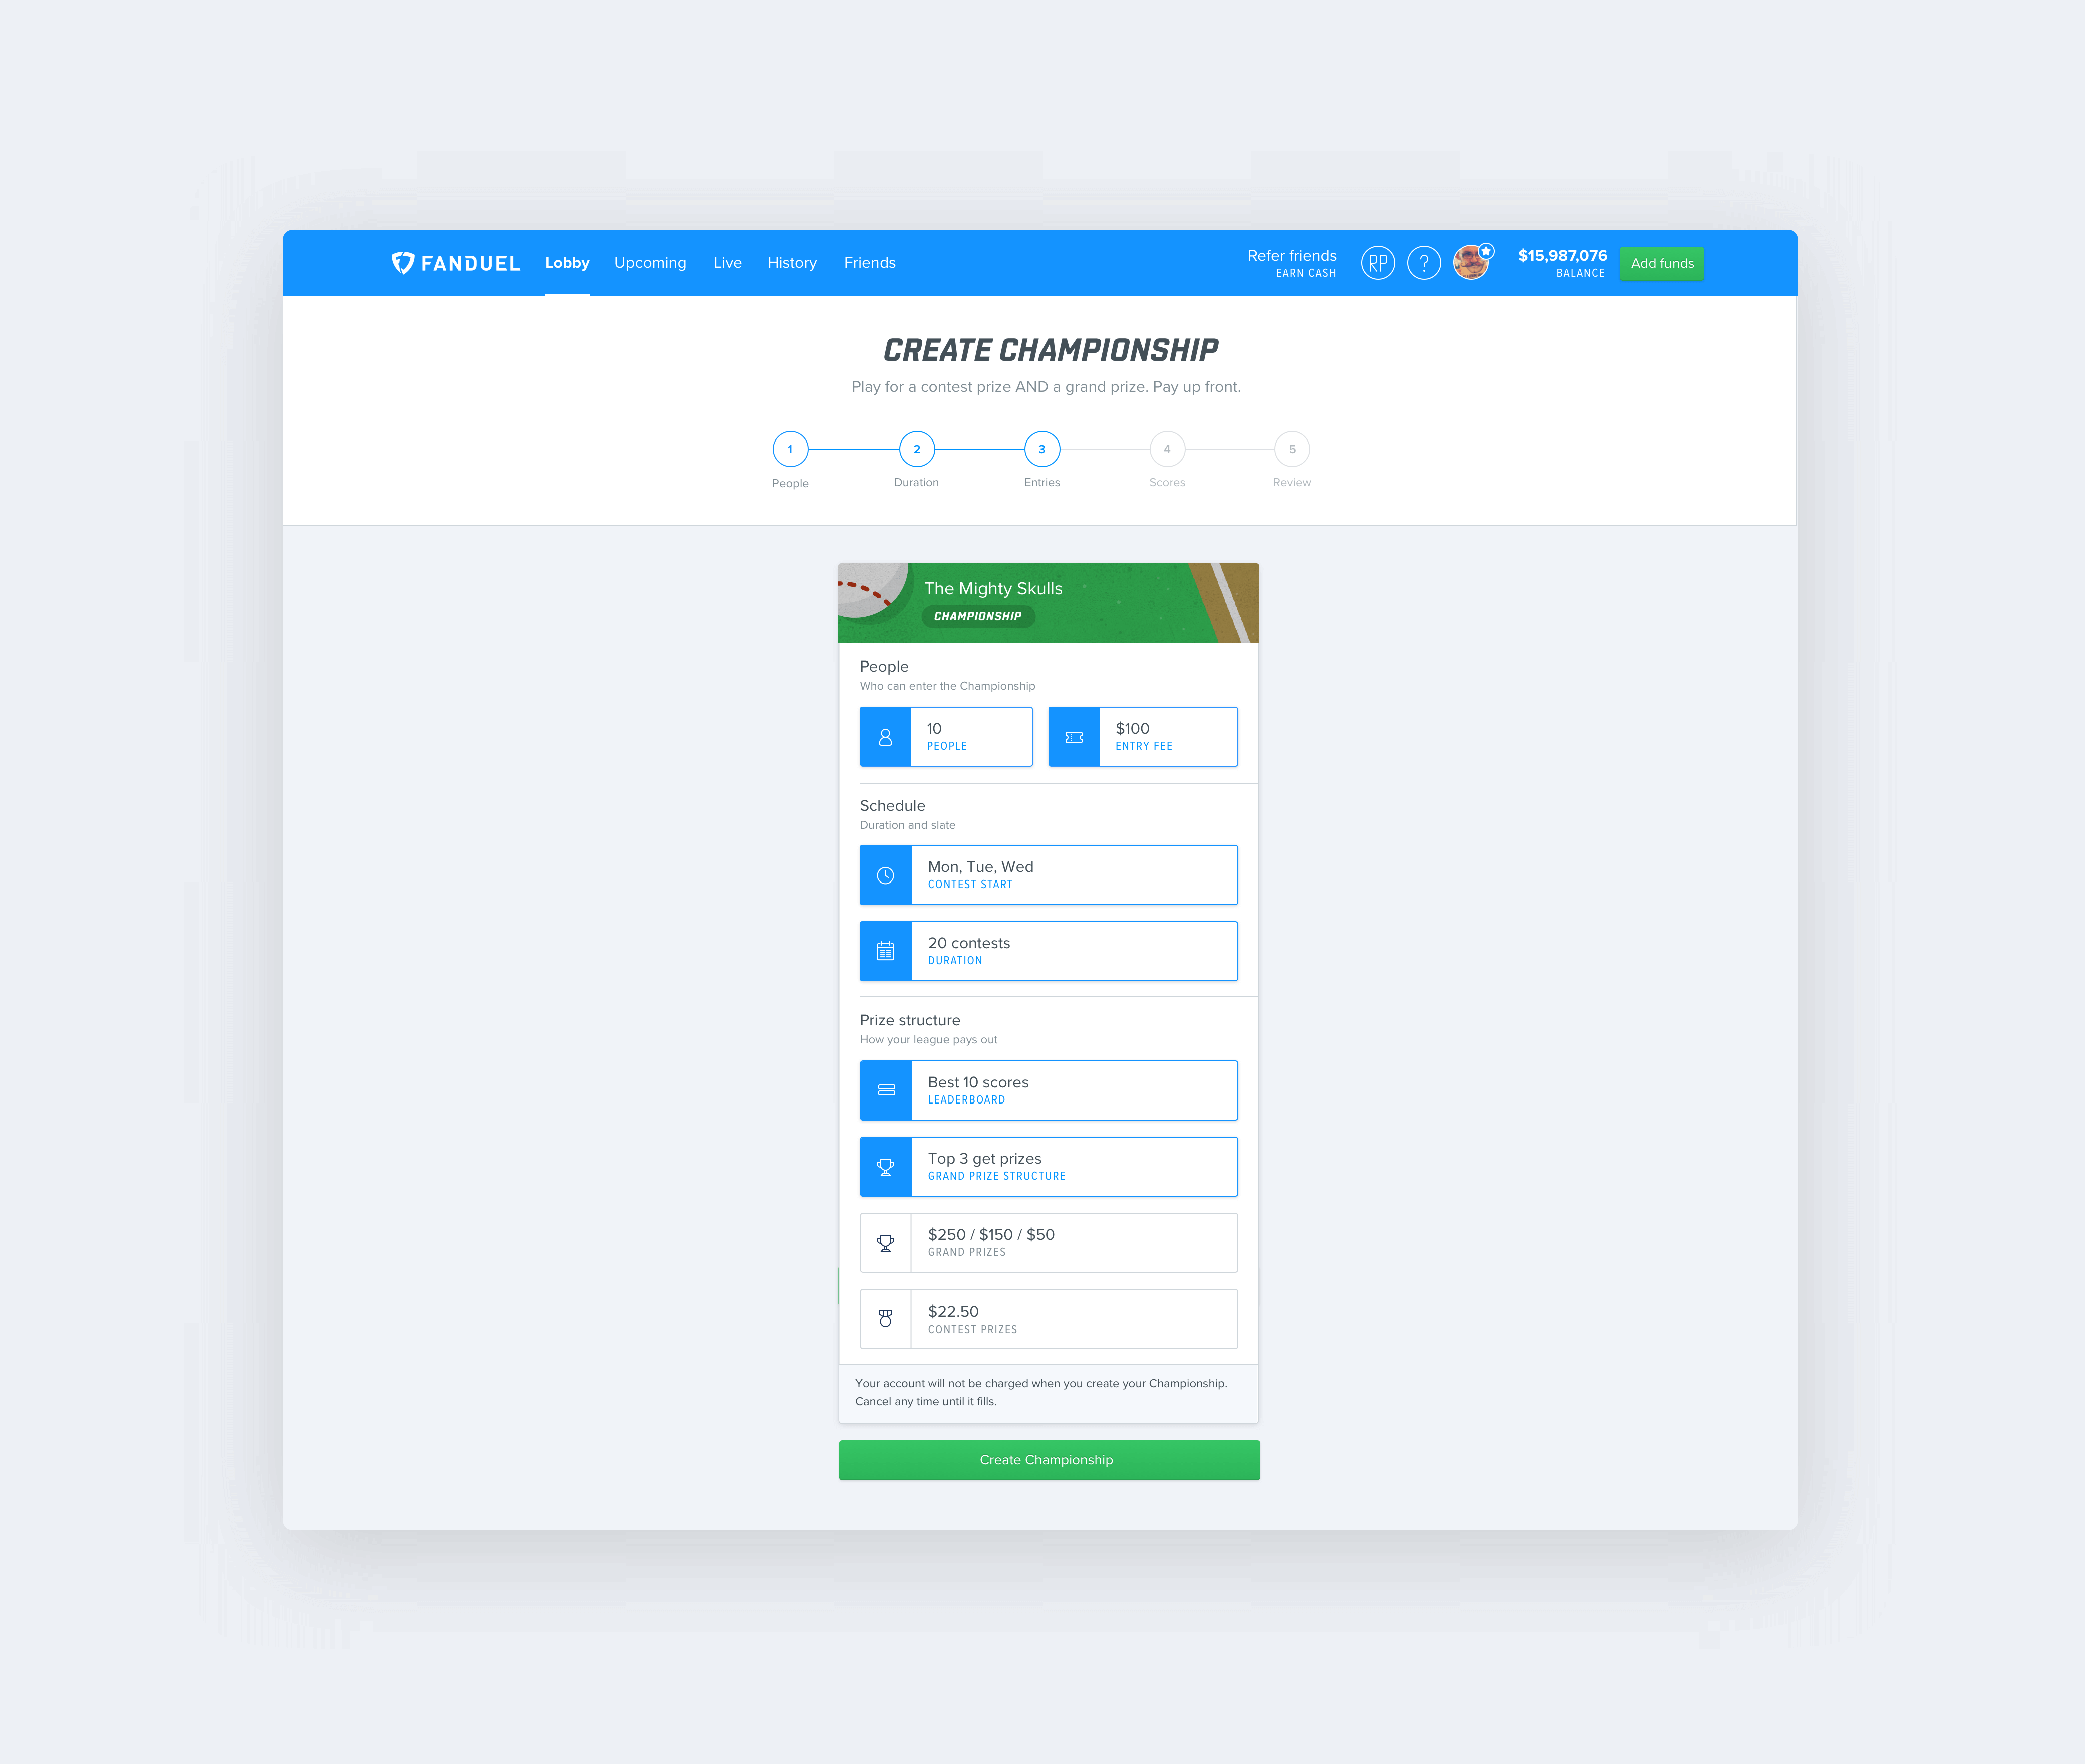 FANDUEL
Lobby
Upcoming
Live
History
Friends
Refer friends
EARN CASH
RP
?
$15,987,076
BALANCE
Add funds
CREATE CHAMPIONSHIP
Play for a contest prize AND a grand prize. Pay up front.
1
2
3
4
5
People
Duration
Entries
Scores
Review
The Mighty Skulls
CHAMPIONSHIP
People
Who can enter the Championship
10
PEOPLE
$100
ENTRY FEE
Schedule
Duration and slate
Mon, Tue, Wed
CONTEST START
20 contests
DURATION
Prize structure
How your league pays out
Best 10 scores
LEADERBOARD
Top 3 get prizes
GRAND PRIZE STRUCTURE
$250 / $150 / $50
GRAND PRIZES
$22.50
CONTEST PRIZES
Your account will not be charged when you create your Championship.
Cancel any time until it fills.
Create Championship